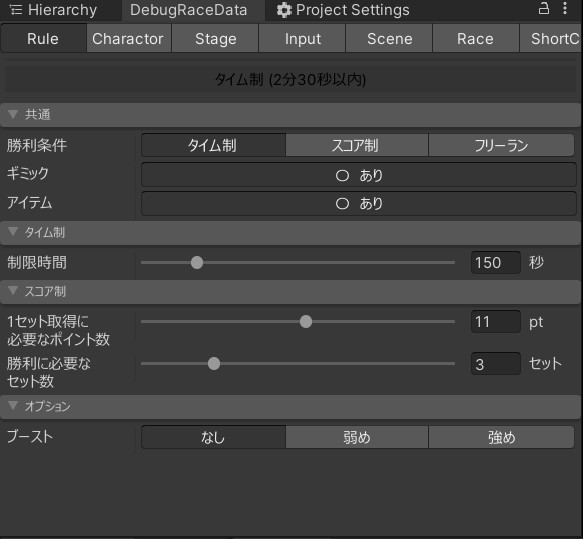 Hierarchy DebugRaceData Project Settings
Rule Charactor Stage Input Scene Race ShortC
タイム制 (2分30秒以内)
共通
勝利条件 タイム制 スコア制 フリーラン
ギミック ○ あり
アイテム ○ あり
タイム制
制限時間 150 秒
スコア制
1セット取得に
必要なポイント数 11 pt
勝利に必要な
セット数 3 セット
オプション
ブースト なし 弱め 強め